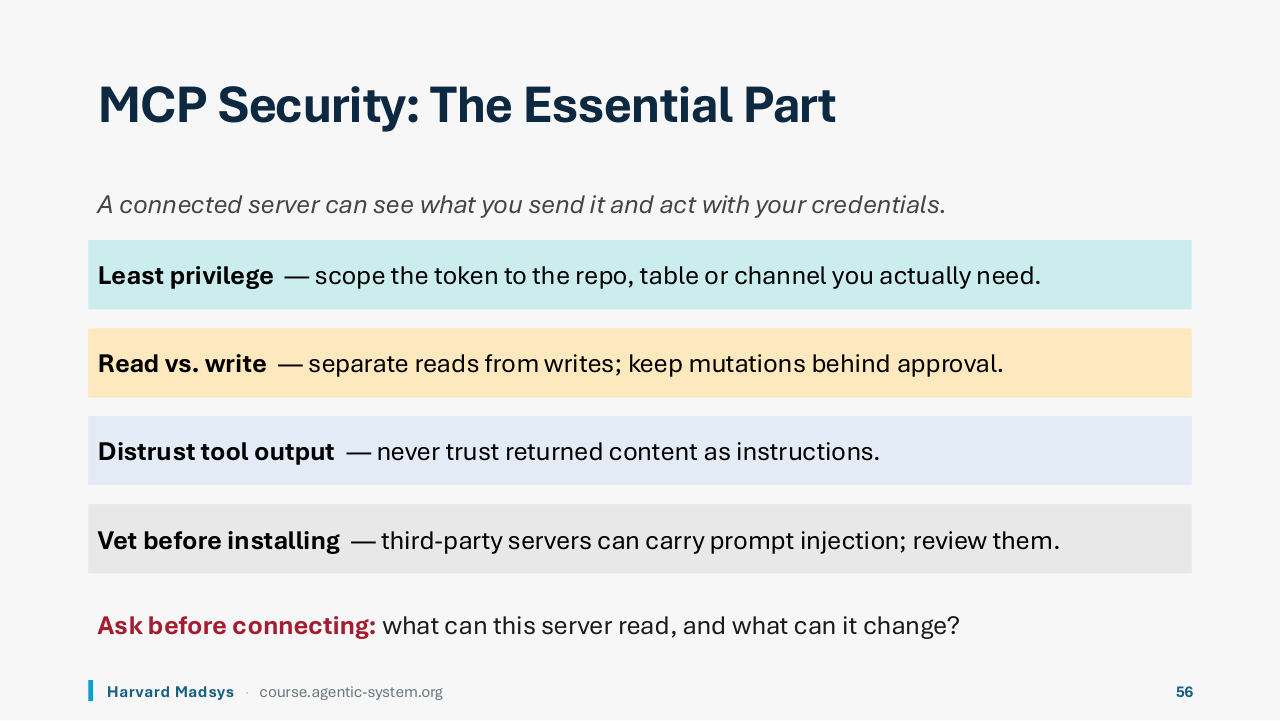 MCP Security: The Essential Part
A connected server can see what you send it and act with your credentials.
Least privilege — scope the token to the repo, table or channel you actually need.
Read vs. write — separate reads from writes; keep mutations behind approval.
Distrust tool output — never trust returned content as instructions.
Vet before installing — third-party servers can carry prompt injection; review them.
Ask before connecting: what can this server read, and what can it change?
Harvard Madsys · course.agentic-system.org 56